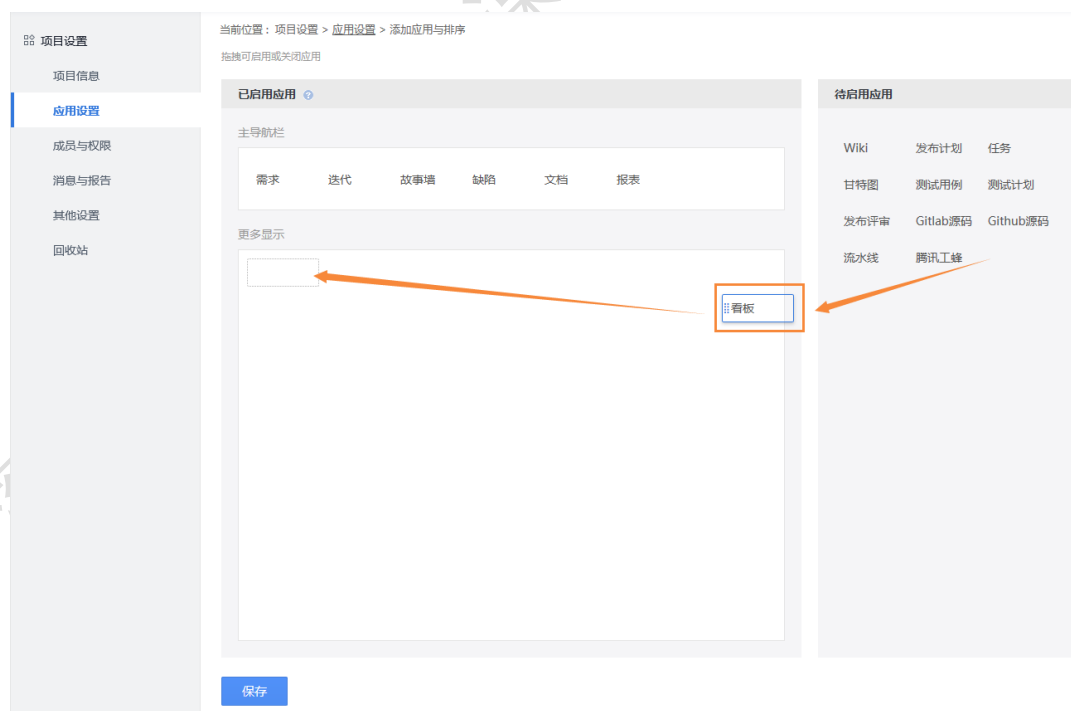 当前位置：项目设置 > 应用设置 > 添加应用与排序
项目设置
项目信息
应用设置
成员与权限
消息与报告
其他设置
回收站
拖拽可启用或关闭应用
已启用应用
主导航栏
需求 迭代 故事墙 缺陷 文档 报表
更多显示
看板
保存
待启用应用
Wiki 发布计划 任务
甘特图 测试用例 测试计划
发布评审 Gitlab源码 Github源码
流水线 腾讯工蜂